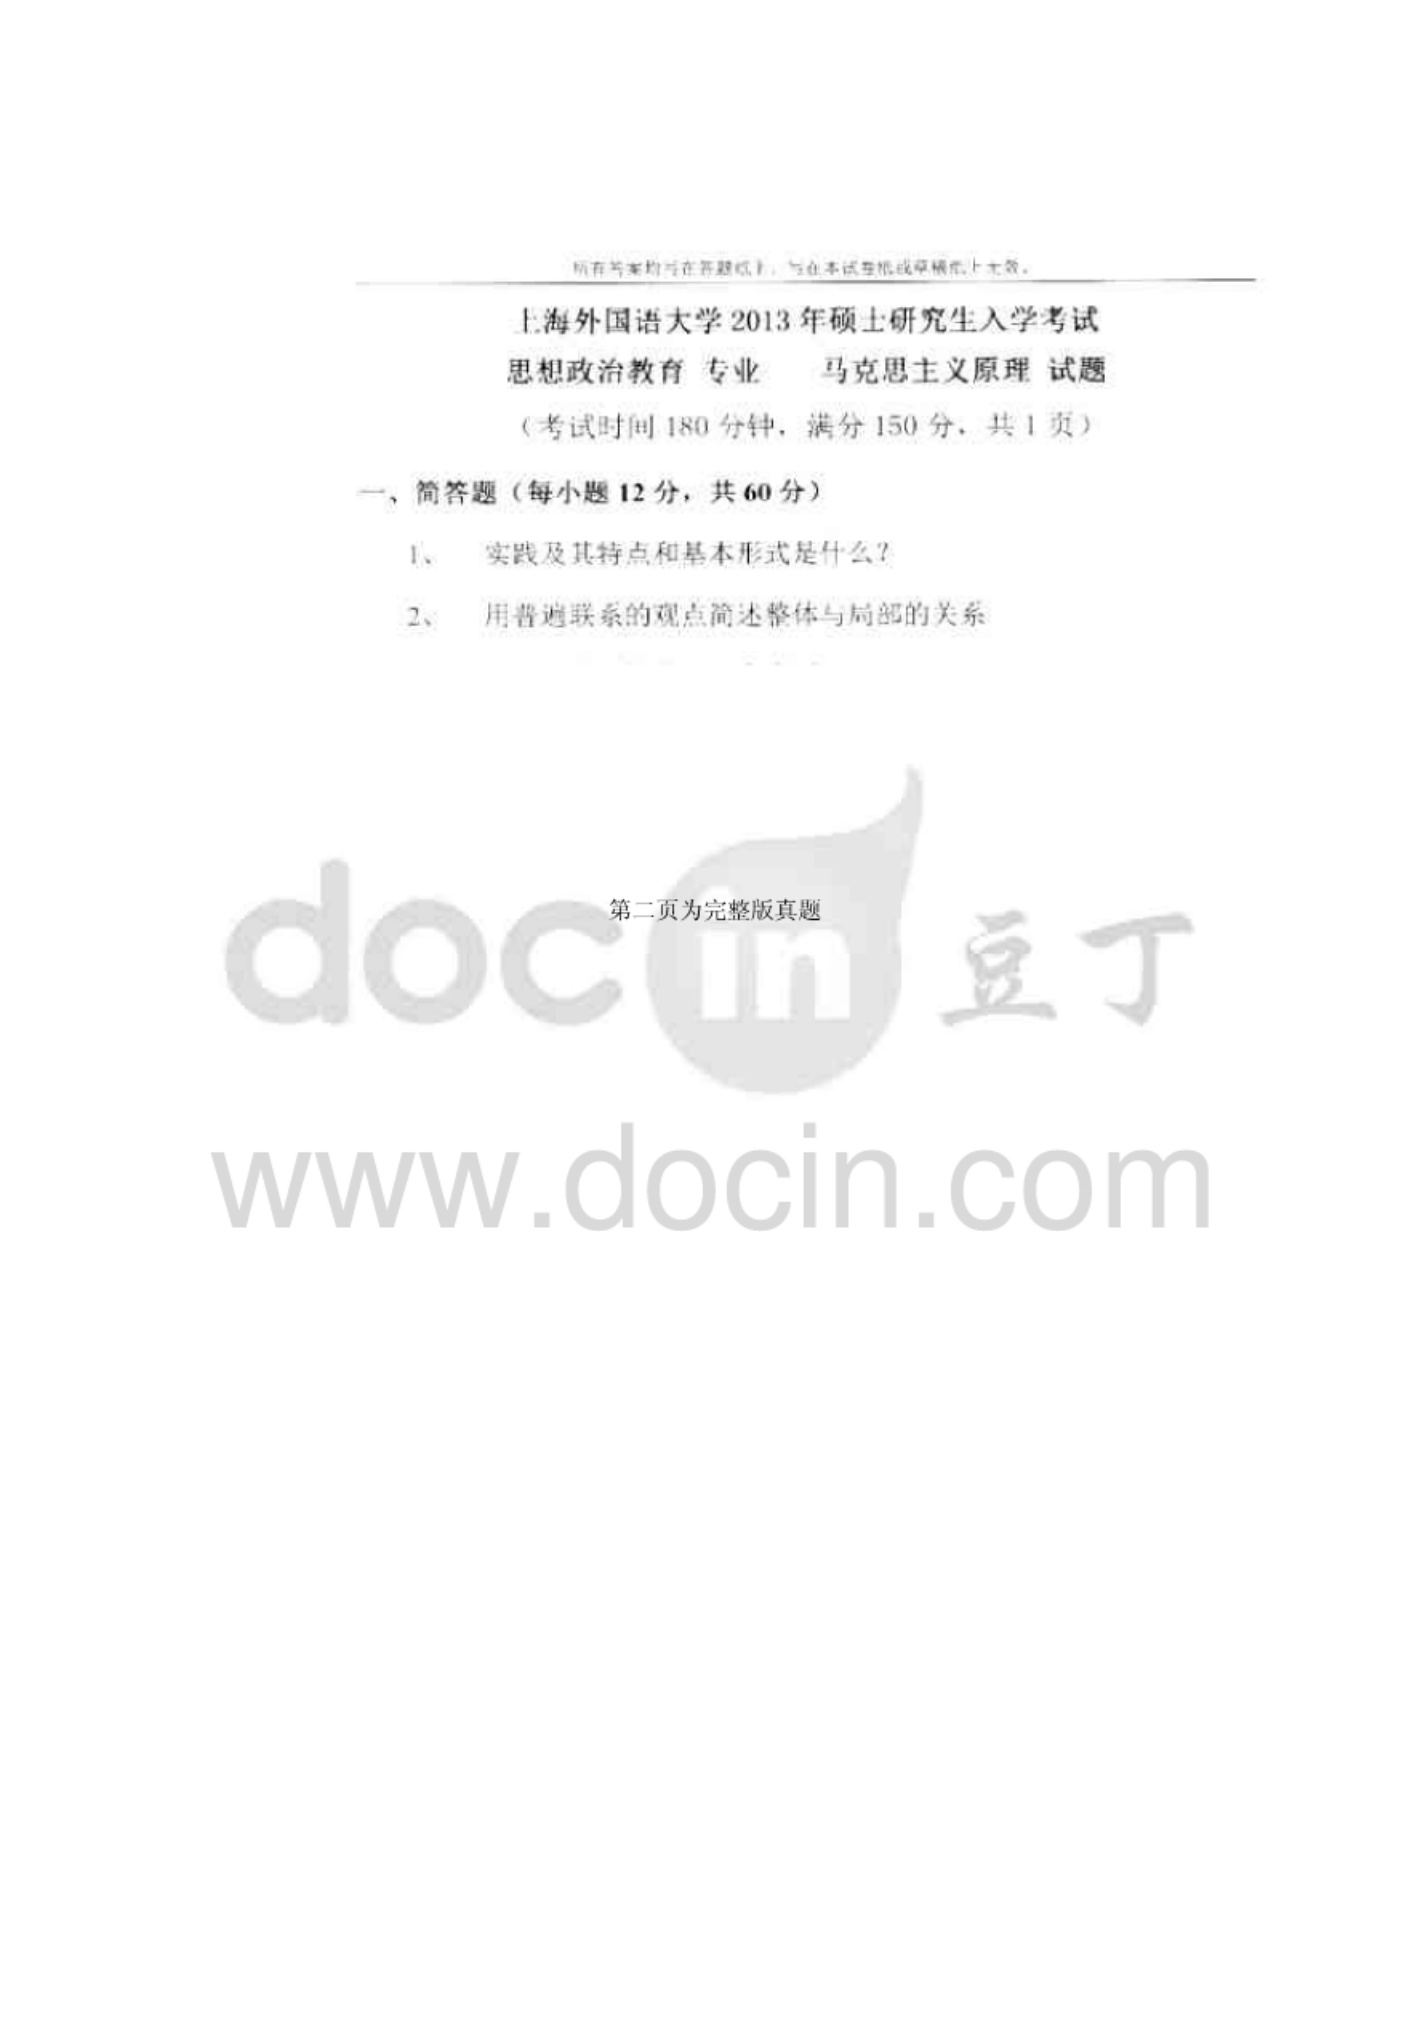 所有答案均写在答题纸上，写在本试卷纸或草稿纸上无效。
上海外国语大学 2013 年硕士研究生入学考试
思想政治教育 专业 马克思主义原理 试题
（考试时间 180 分钟，满分 150 分，共 1 页）
一、简答题（每小题 12 分，共 60 分）
1、 实践及其特点和基本形式是什么？
2、 用普遍联系的观点简述整体与局部的关系
第二页为完整版真题
docin 豆丁
www.docin.com